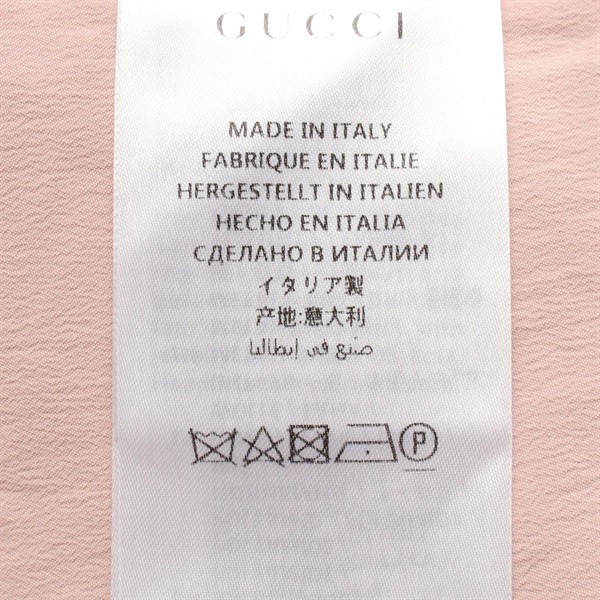 GUCCI
MADE IN ITALY
FABRIQUE EN ITALIE
HERGESTELLT IN ITALIEN
HECHO EN ITALIA
СДЕЛАНО В ИТАЛИИ
イタリア製
产地:意大利
صنع في إيطاليا
P